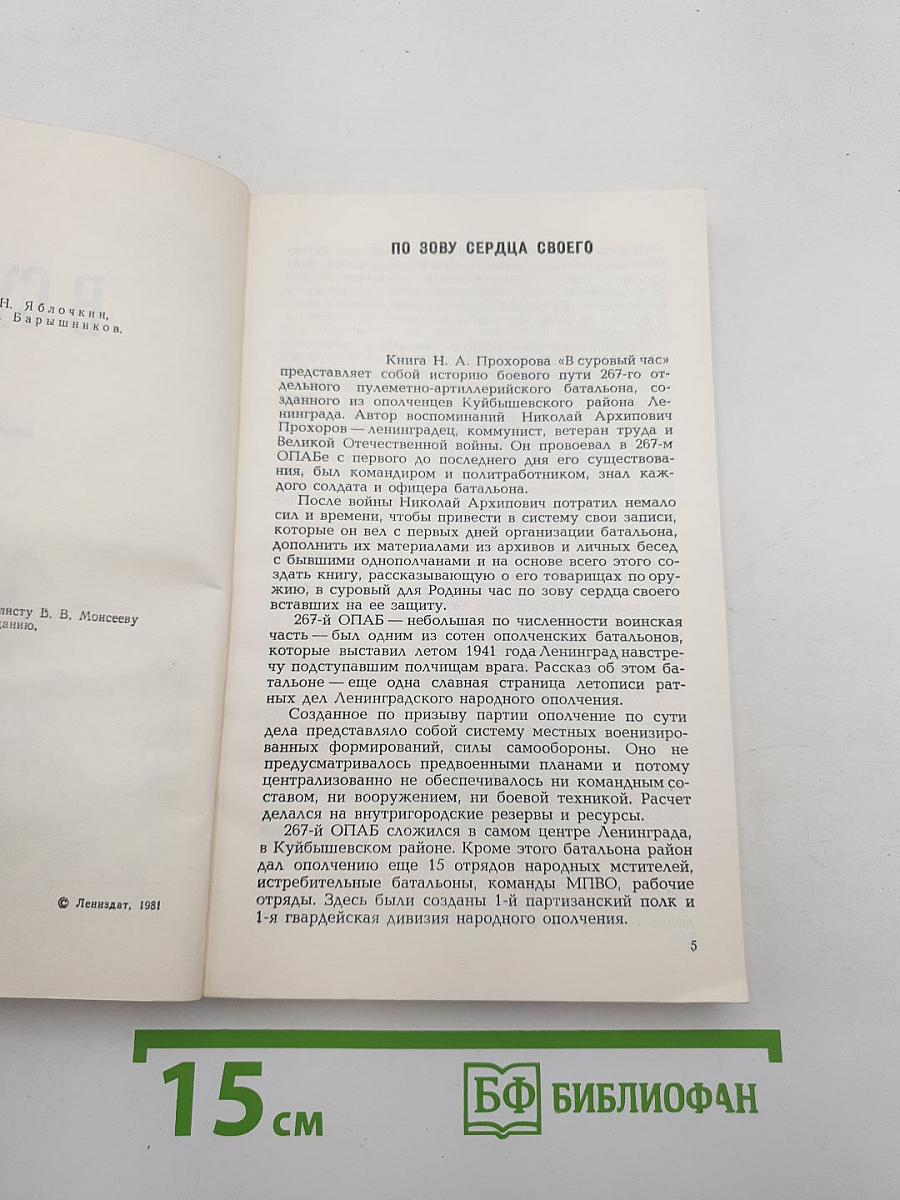 Н. Яблочкин,
Барышников.
листу В. В. Моисееву
данию.
© Лениздат, 1981
ПО ЗОВУ СЕРДЦА СВОЕГО
Книга Н. А. Прохорова «В суровый час»
представляет собой историю боевого пути 267-го от-
дельного пулеметно-артиллерийского батальона, со-
зданного из ополченцев Куйбышевского района Ле-
нинграда. Автор воспоминаний Николай Архипович
Прохоров — ленинградец, коммунист, ветеран труда и
Великой Отечественной войны. Он провоевал в 267-м
ОПАБе с первого до последнего дня его существова-
ния, был командиром и политработником, знал каж-
дого солдата и офицера батальона.
После войны Николай Архипович потратил немало
сил и времени, чтобы привести в систему свои записи,
которые он вел с первых дней организации батальона,
дополнить их материалами из архивов и личных бесед
с бывшими однополчанами и на основе всего этого со-
здать книгу, рассказывающую о его товарищах по ору-
жию, в суровый для Родины час по зову сердца своего
вставших на ее защиту.
267-й ОПАБ — небольшая по численности воинская
часть — был одним из сотен ополченских батальонов,
которые выставил летом 1941 года Ленинград навстре-
чу подступавшим полчищам врага. Рассказ об этом ба-
тальоне — еще одна славная страница летописи рат-
ных дел Ленинградского народного ополчения.
Созданное по призыву партии ополчение по сути
дела представляло собой систему местных военизиро-
ванных формирований, силы самообороны. Оно не
предусматривалось предвоенными планами и потому
централизованно не обеспечивалось ни командным со-
ставом, ни вооружением, ни боевой техникой. Расчет
делался на внутригородские резервы и ресурсы.
267-й ОПАБ сложился в самом центре Ленинграда,
в Куйбышевском районе. Кроме этого батальона район
дал ополчению еще 15 отрядов народных мстителей,
истребительные батальоны, команды МПВО, рабочие
отряды. Здесь были созданы 1-й партизанский полк и
1-я гвардейская дивизия народного ополчения.
5
15 см
БФ БИБЛИОФАН